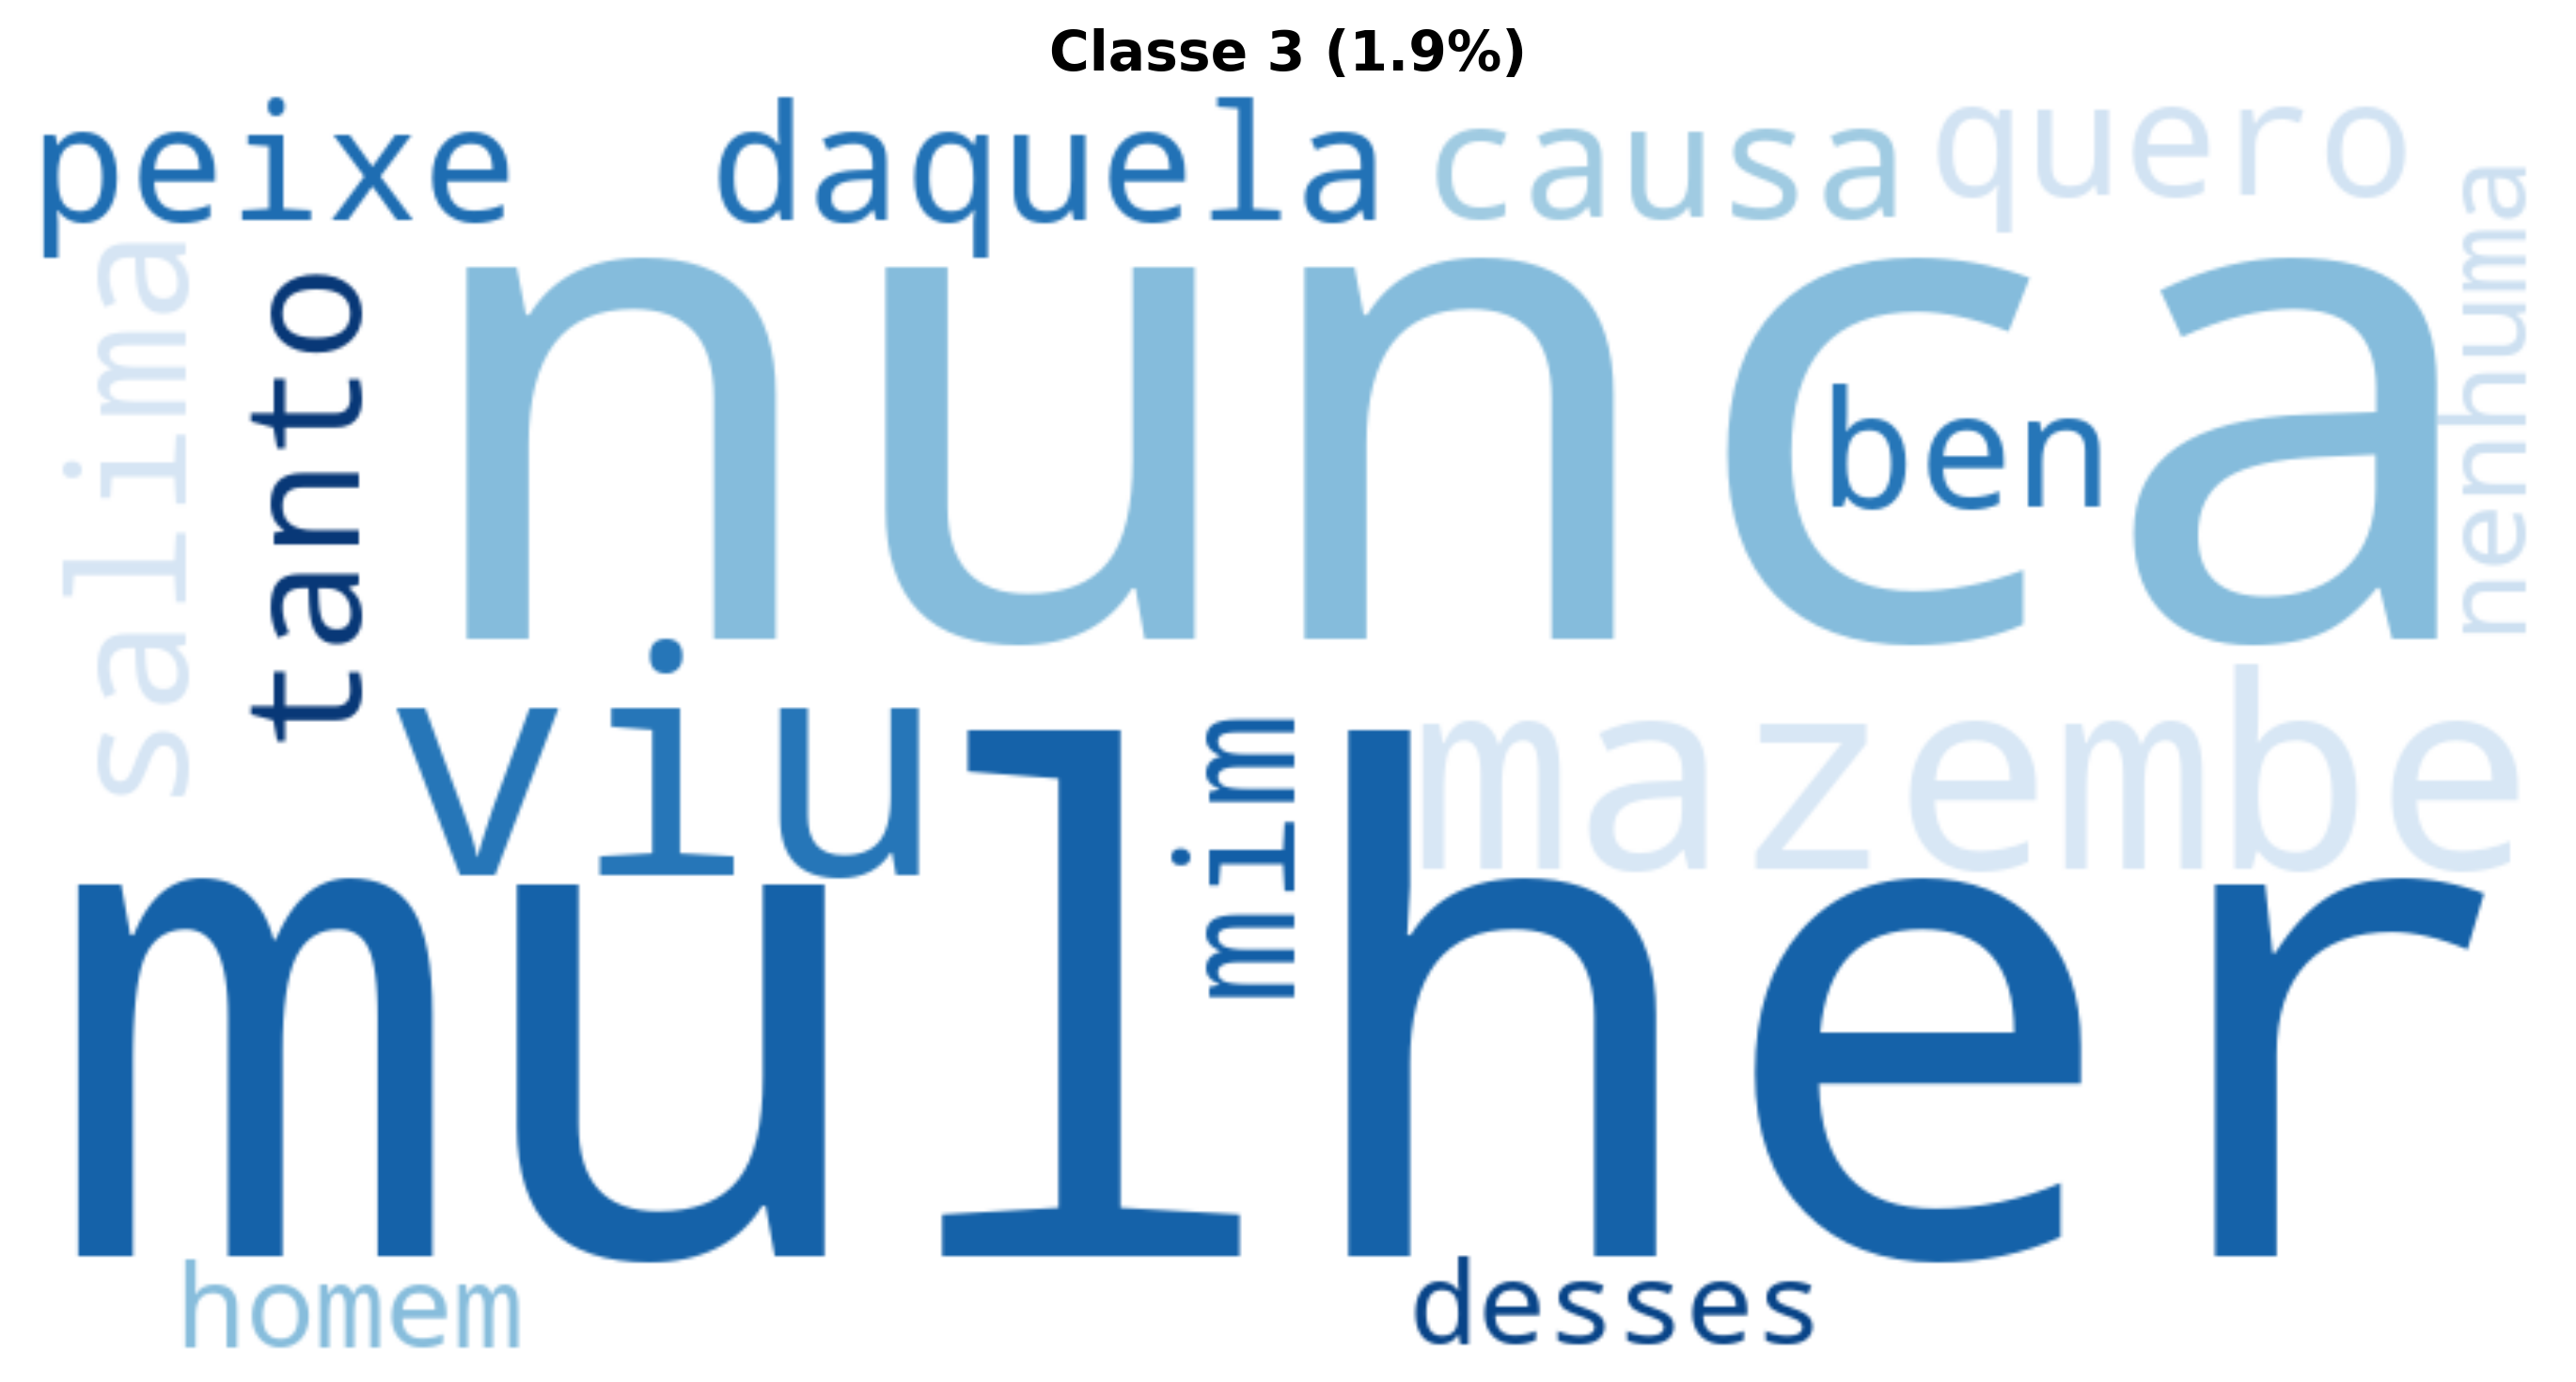 Classe 3 (1.9%)
peixe
daquela
causa
quero
nenhuma
salima
tanto
nunca
ben
viu
mim
mazembe
mulher
homem
desses